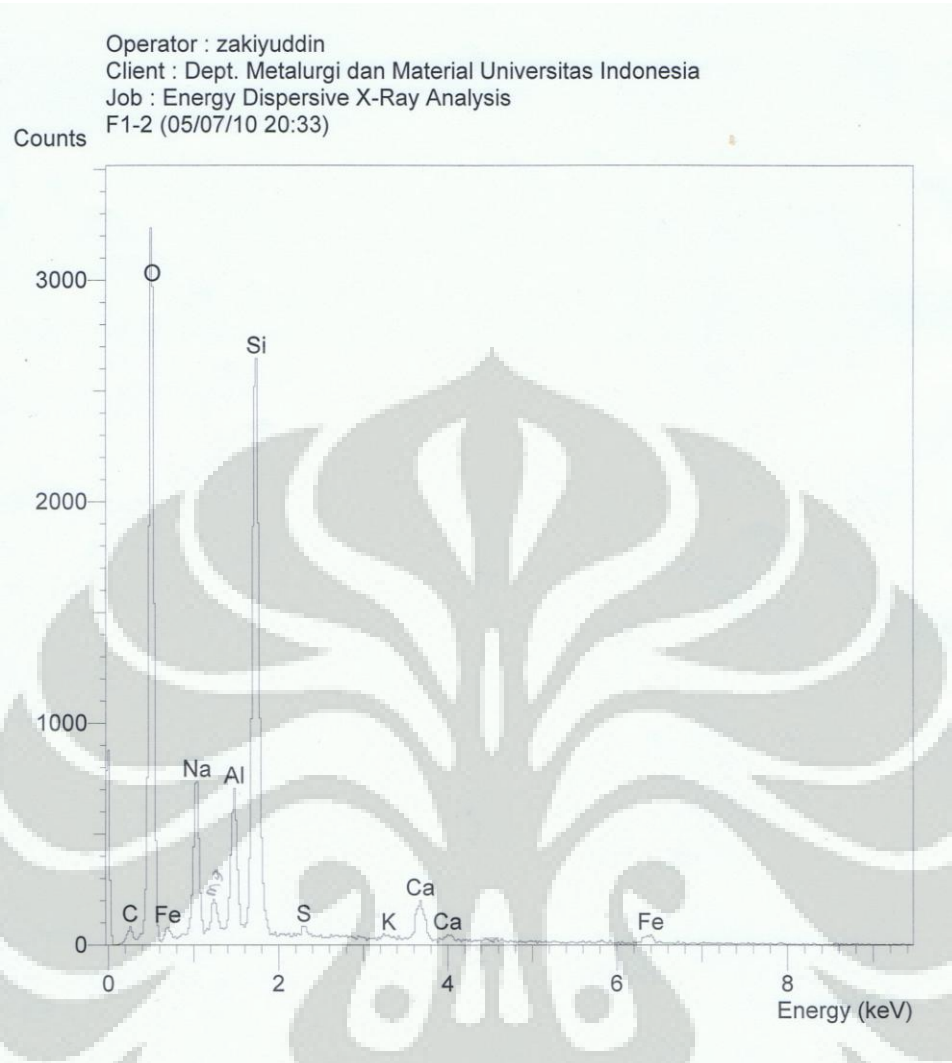 Operator : zakiyuddin
Client : Dept. Metalurgi dan Material Universitas Indonesia
Job : Energy Dispersive X-Ray Analysis
F1-2 (05/07/10 20:33)
Counts
3000
O
Si
2000
1000
Na
Al
Mg
C
Fe
S
K
Ca
Ca
Fe
0
0
2
4
6
8
Energy (keV)